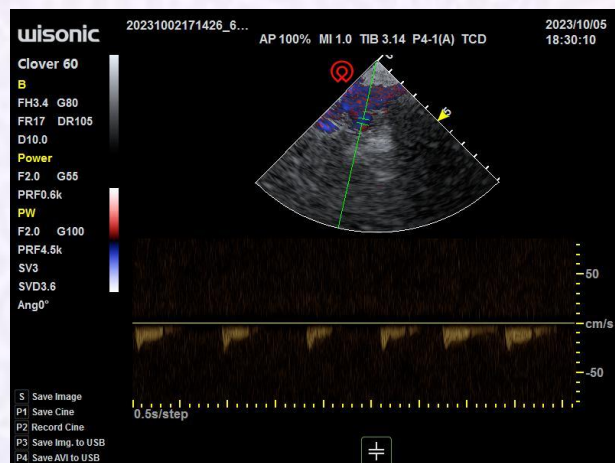 wisonic
20231002171426_6...
2023/10/05
AP 100% MI 1.0 TIB 3.14 P4-1(A) TCD
18:30:10
Clover 60
B
FH3.4 G80
FR17 DR105
D10.0
Power
F2.0 G55
PRF0.6k
PW
F2.0 G100
PRF4.5k
SV3
SVD3.6
Ang0°
5
50
cm/s
-50
0.5s/step
S Save Image
P1 Save Cine
P2 Record Cine
P3 Save Img. to USB
P4 Save AVI to USB